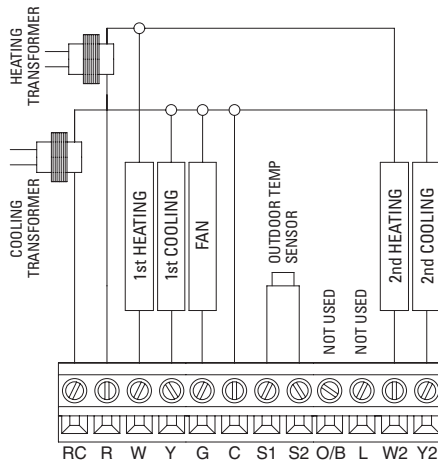 HEATING
TRANSFORMER
COOLING
TRANSFORMER
1st HEATING
1st COOLING
FAN
OUTDOOR TEMP
SENSOR
NOT USED
NOT USED
2nd HEATING
2nd COOLING
RC R W Y G C S1 S2 O/B L W2 Y2